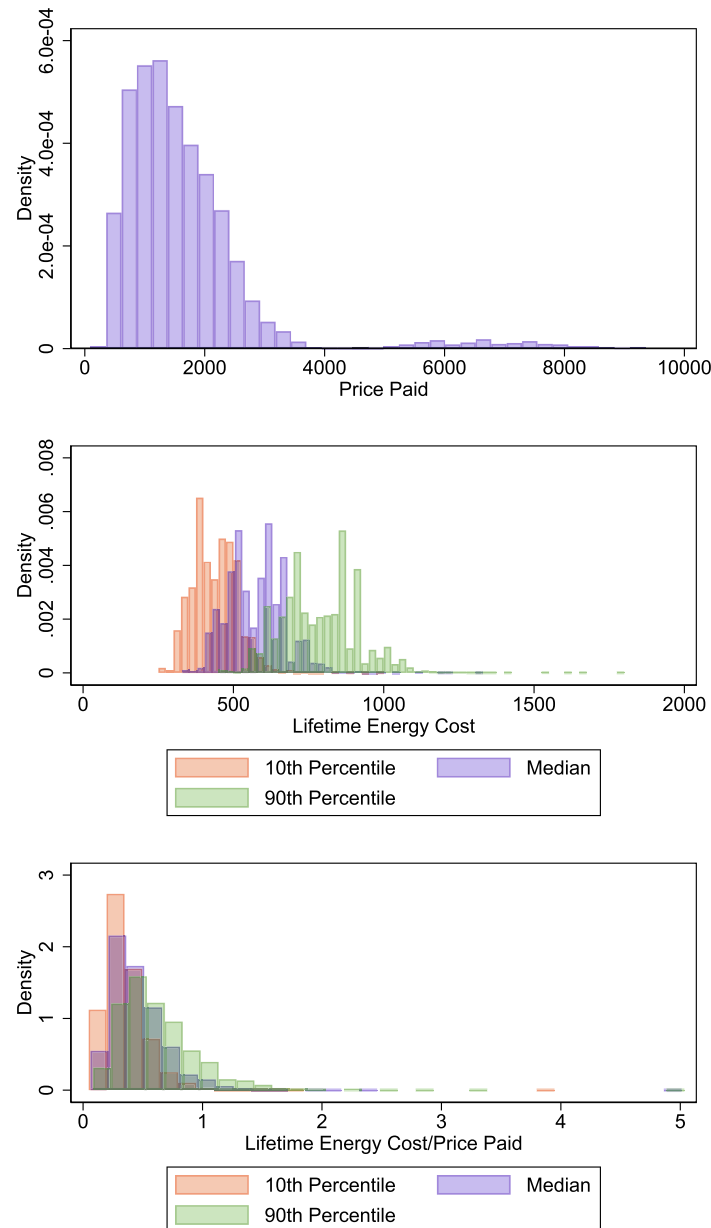 6.0e-04
4.0e-04
2.0e-04
0
Density
0 2000 4000 6000 8000 10000
Price Paid
.008
.006
.004
.002
0
Density
0 500 1000 1500 2000
Lifetime Energy Cost
10th Percentile Median
90th Percentile
3
2
1
0
Density
0 1 2 3 4 5
Lifetime Energy Cost/Price Paid
10th Percentile Median
90th Percentile